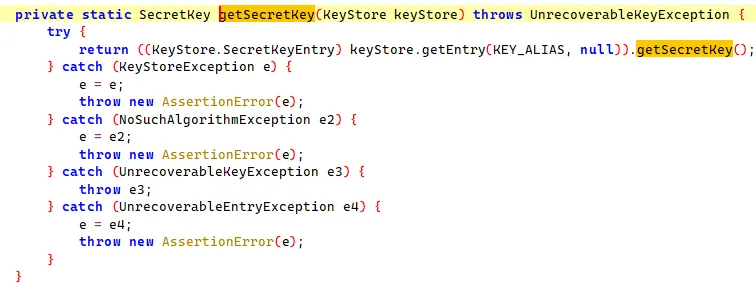 private static SecretKey getSecretKey(KeyStore keyStore) throws UnrecoverableKeyException {
    try {
        return ((KeyStore.SecretKeyEntry) keyStore.getEntry(KEY_ALIAS, null)).getSecretKey();
    } catch (KeyStoreException e) {
        e = e;
        throw new AssertionError(e);
    } catch (NoSuchAlgorithmException e2) {
        e = e2;
        throw new AssertionError(e);
    } catch (UnrecoverableKeyException e3) {
        throw e3;
    } catch (UnrecoverableEntryException e4) {
        e = e4;
        throw new AssertionError(e);
    }
}